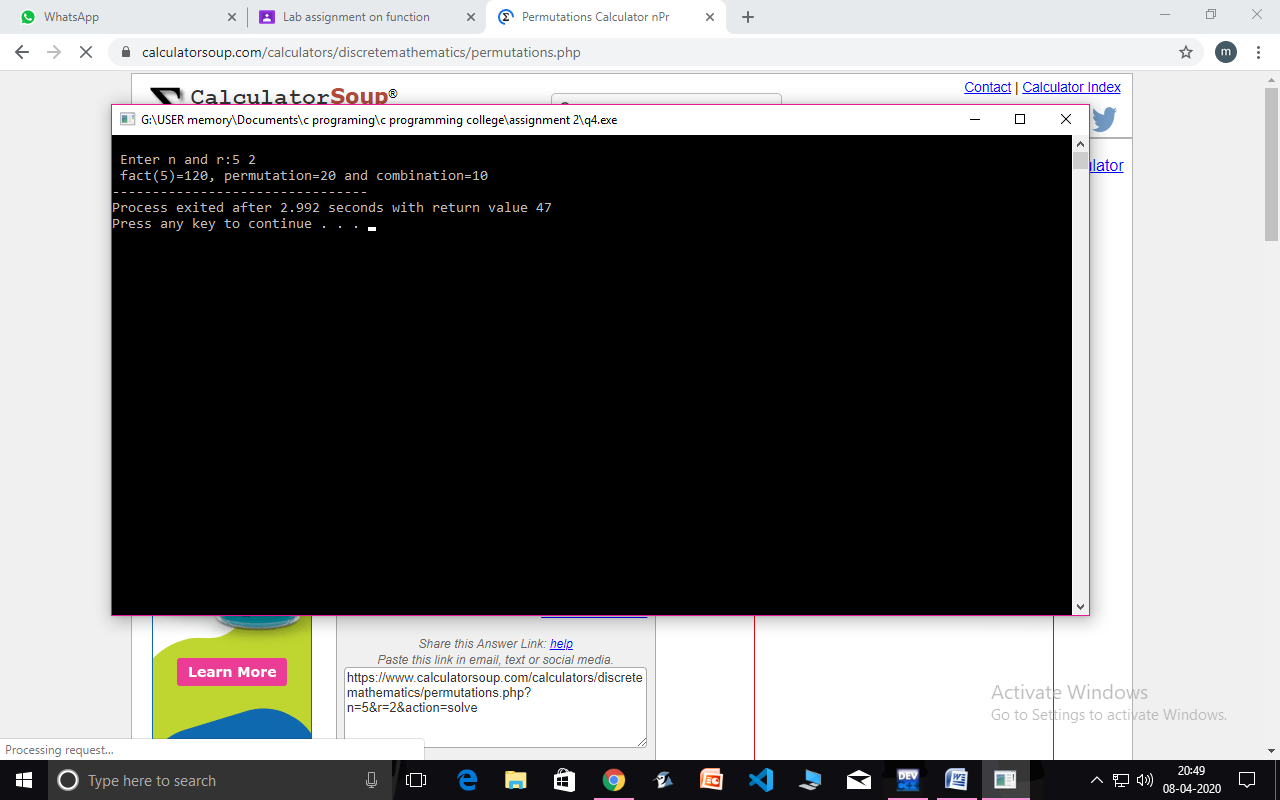 WhatsApp
Lab assignment on function
Permutations Calculator nPr
calculatorsoup.com/calculators/discretemathematics/permutations.php
m
CalculatorSoup®
Contact | Calculator Index
G:\USER memory\Documents\c programing\c programming college\assignment 2\q4.exe
Enter n and r:5 2
fact(5)=120, permutation=20 and combination=10
--------------------------------
Process exited after 2.992 seconds with return value 47
Press any key to continue . . .
Learn More
Share this Answer Link: help
Paste this link in email, text or social media.
https://www.calculatorsoup.com/calculators/discrete
mathematics/permutations.php?
n=5&r=2&action=solve
Activate Windows
Go to Settings to activate Windows.
Processing request...
Type here to search
DEV
20:49
08-04-2020